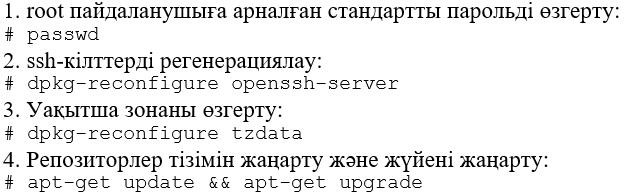 1. root пайдаланушыға арналған стандартты парольді өзгерту:
# passwd
2. ssh-кілттерді регенерациялау:
# dpkg-reconfigure openssh-server
3. Уақытша зонаны өзгерту:
# dpkg-reconfigure tzdata
4. Репозиторлер тізімін жаңарту және жүйені жаңарту:
# apt-get update && apt-get upgrade